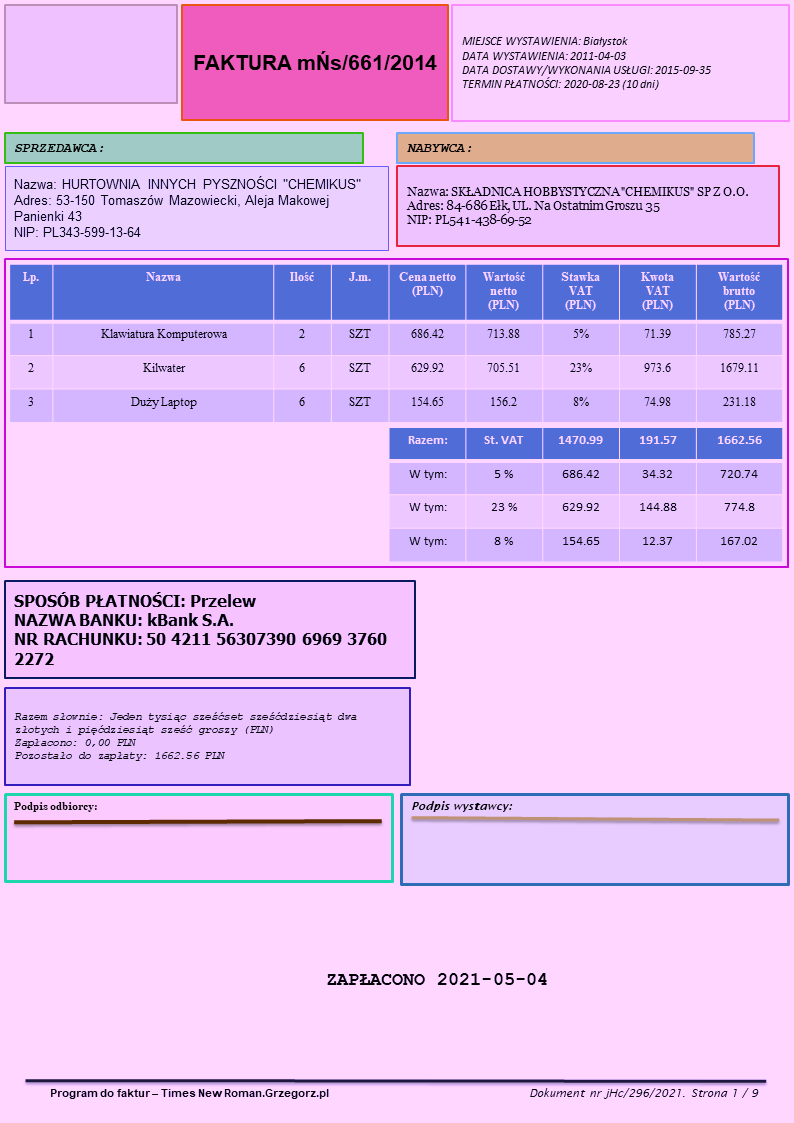 FAKTURA mŃs/661/2014
MIEJSCE WYSTAWIENIA: Białystok
DATA WYSTAWIENIA: 2011-04-03
DATA DOSTAWY/WYKONANIA USŁUGI: 2015-09-35
TERMIN PŁATNOŚCI: 2020-08-23 (10 dni)
SPRZEDAWCA:
NABYWCA:
Nazwa: HURTOWNIA INNYCH PYSZNOŚCI "CHEMIKUS"
Adres: 53-150 Tomaszów Mazowiecki, Aleja Makowej
Panienki 43
NIP: PL343-599-13-64
Nazwa: SKŁADNICA HOBBYSTYCZNA "CHEMIKUS" SP Z O.O.
Adres: 84-686 Ełk, UL. Na Ostatnim Groszu 35
NIP: PL541-438-69-52
Lp. Nazwa Ilość J.m. Cena netto (PLN) Wartość netto (PLN) Stawka VAT (PLN) Kwota VAT (PLN) Wartość brutto (PLN)
1 Klawiatura Komputerowa 2 SZT 686.42 713.88 5% 71.39 785.27
2 Kilwater 6 SZT 629.92 705.51 23% 973.6 1679.11
3 Duży Laptop 6 SZT 154.65 156.2 8% 74.98 231.18
Razem: St. VAT 1470.99 191.57 1662.56
W tym: 5 % 686.42 34.32 720.74
W tym: 23 % 629.92 144.88 774.8
W tym: 8 % 154.65 12.37 167.02
SPOSÓB PŁATNOŚCI: Przelew
NAZWA BANKU: kBank S.A.
NR RACHUNKU: 50 4211 56307390 6969 3760
2272
Razem słownie: Jeden tysiąc sześćset sześćdziesiąt dwa
złotych i pięćdziesiąt sześć groszy (PLN)
Zapłacono: 0,00 PLN
Pozostało do zapłaty: 1662.56 PLN
Podpis odbiorcy:
Podpis wystawcy:
ZAPŁACONO 2021-05-04
Program do faktur – Times New Roman.Grzegorz.pl
Dokument nr jHc/296/2021. Strona 1 / 9